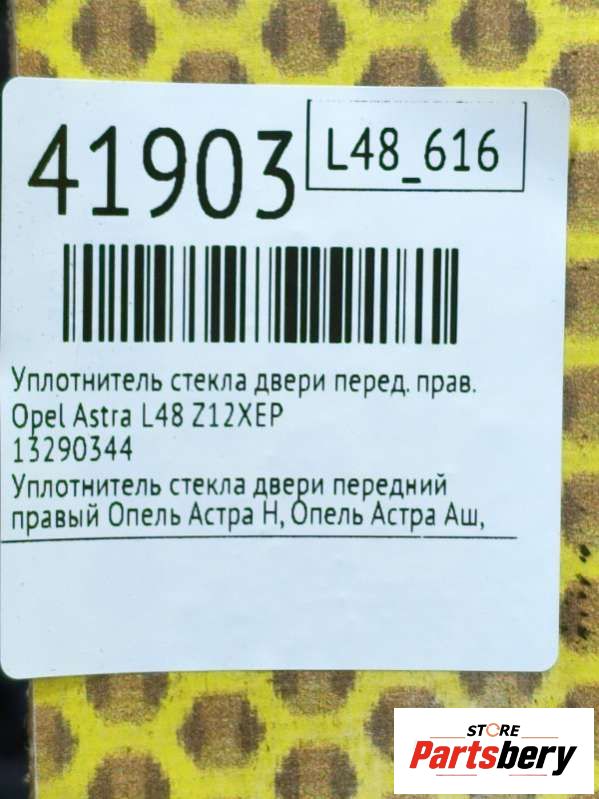 41903
L48_616
Уплотнитель стекла двери перед. прав.
Opel Astra L48 Z12XEP
13290344
Уплотнитель стекла двери передний
правый Опель Астра Н, Опель Астра Аш,
STORE
Partsbery